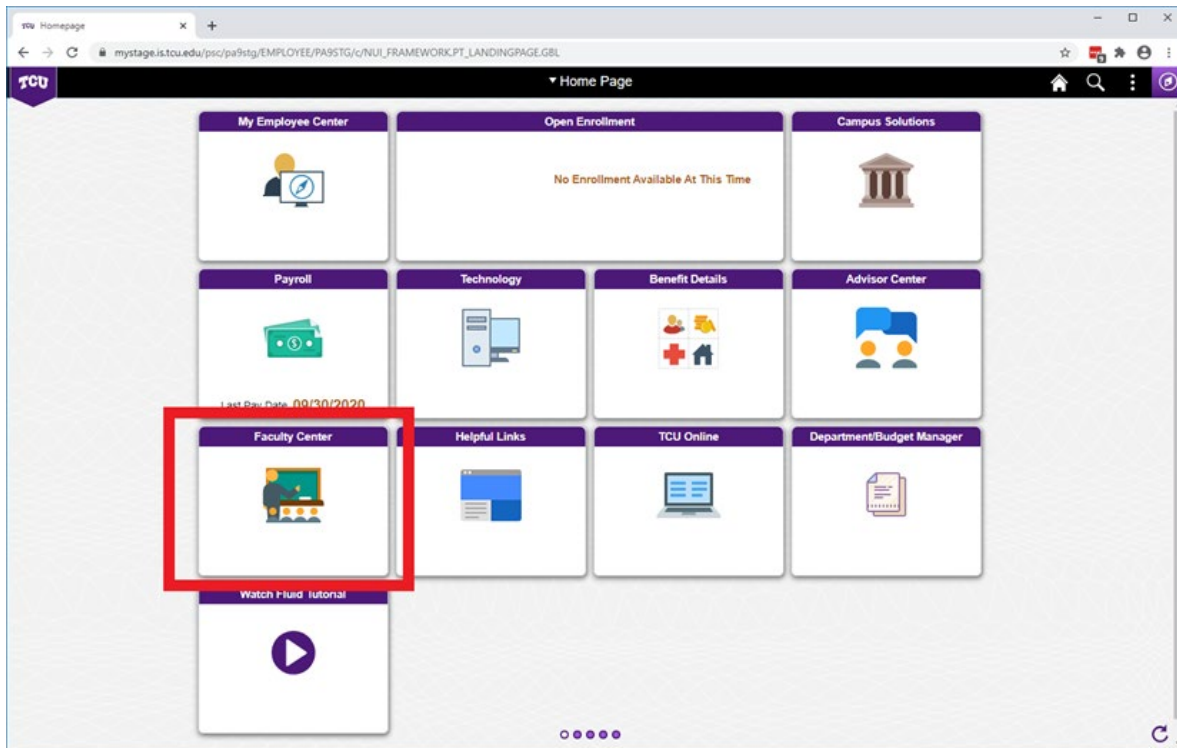 TCU Homepage
mystage.is.tcu.edu/psc/pa9stg/EMPLOYEE/PA9STG/c/NUI_FRAMEWORK.PT_LANDINGPAGE.GBL
9
TCU
Home Page
My Employee Center
Open Enrollment
Campus Solutions
No Enrollment Available At This Time
Payroll
Technology
Benefit Details
Advisor Center
Last Pay Date 09/30/2020
Faculty Center
Helpful Links
TCU Online
Department/Budget Manager
Watch Fluid Tutorial